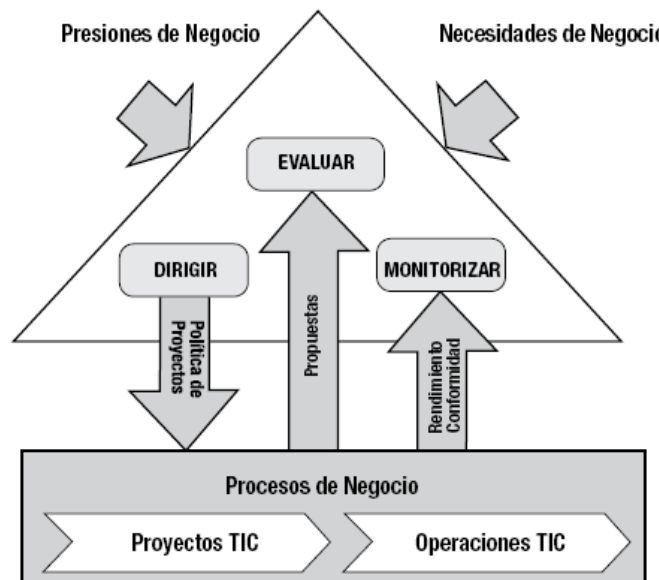 Presiones de Negocio
Necesidades de Negocio
EVALUAR
DIRIGIR
MONITORIZAR
Política de
Proyectos
Propuestas
Rendimiento
Conformidad
Procesos de Negocio
Proyectos TIC
Operaciones TIC